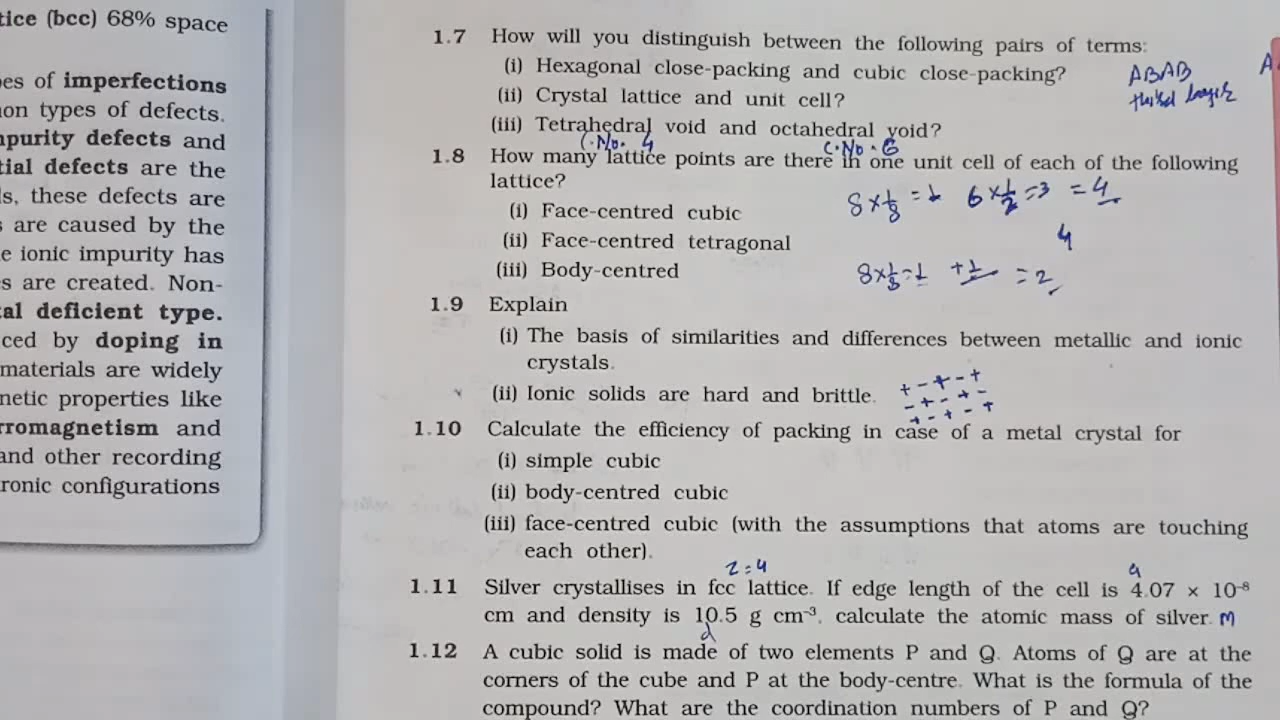 tice (bcc) 68% space
es of imperfections
on types of defects.
npurity defects and
tial defects are the
ls, these defects are
s are caused by the
e ionic impurity has
es are created. Non-
tal deficient type.
ced by doping in
materials are widely
netic properties like
rromagnetism and
and other recording
ronic configurations
1.7 How will you distinguish between the following pairs of terms:
(i) Hexagonal close-packing and cubic close-packing?
ABAB
third layer
(ii) Crystal lattice and unit cell?
(iii) Tetrahedral void and octahedral void?
C.No. 4 C.No. 6
1.8 How many lattice points are there in one unit cell of each of the following
lattice?
(i) Face-centred cubic
8×1/8=1 6×1/2=3 =4
(ii) Face-centred tetragonal
4
(iii) Body-centred
8×1/8=1 +1 =2
1.9 Explain
(i) The basis of similarities and differences between metallic and ionic
crystals.
(ii) Ionic solids are hard and brittle.
+ - + - +
- + - + -
+ - + - +
1.10 Calculate the efficiency of packing in case of a metal crystal for
(i) simple cubic
(ii) body-centred cubic
(iii) face-centred cubic (with the assumptions that atoms are touching
each other).
z=4 a
1.11 Silver crystallises in fcc lattice. If edge length of the cell is 4.07 × 10⁻⁸
cm and density is 10.5 g cm⁻³, calculate the atomic mass of silver. M
d
1.12 A cubic solid is made of two elements P and Q. Atoms of Q are at the
corners of the cube and P at the body-centre. What is the formula of the
compound? What are the coordination numbers of P and Q?